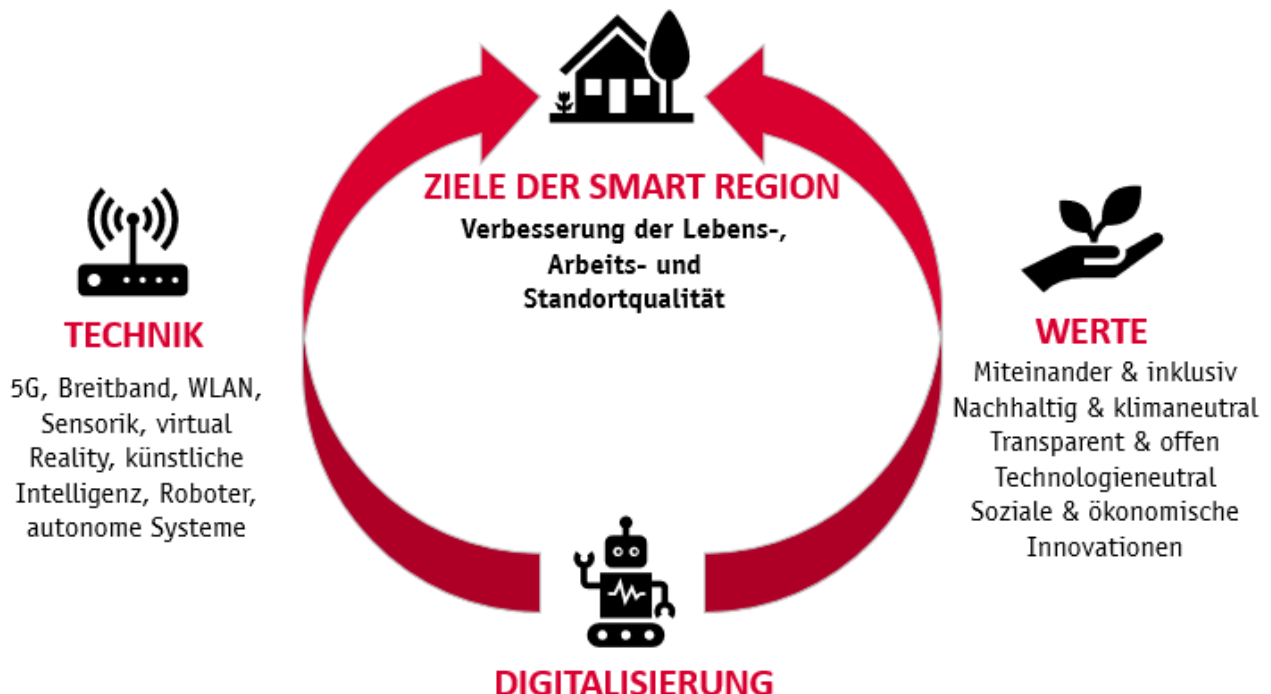 ZIELE DER SMART REGION
Verbesserung der Lebens-,
Arbeits- und
Standortqualität
TECHNIK
5G, Breitband, WLAN,
Sensorik, virtual
Reality, künstliche
Intelligenz, Roboter,
autonome Systeme
WERTE
Miteinander & inklusiv
Nachhaltig & klimaneutral
Transparent & offen
Technologieneutral
Soziale & ökonomische
Innovationen
DIGITALISIERUNG